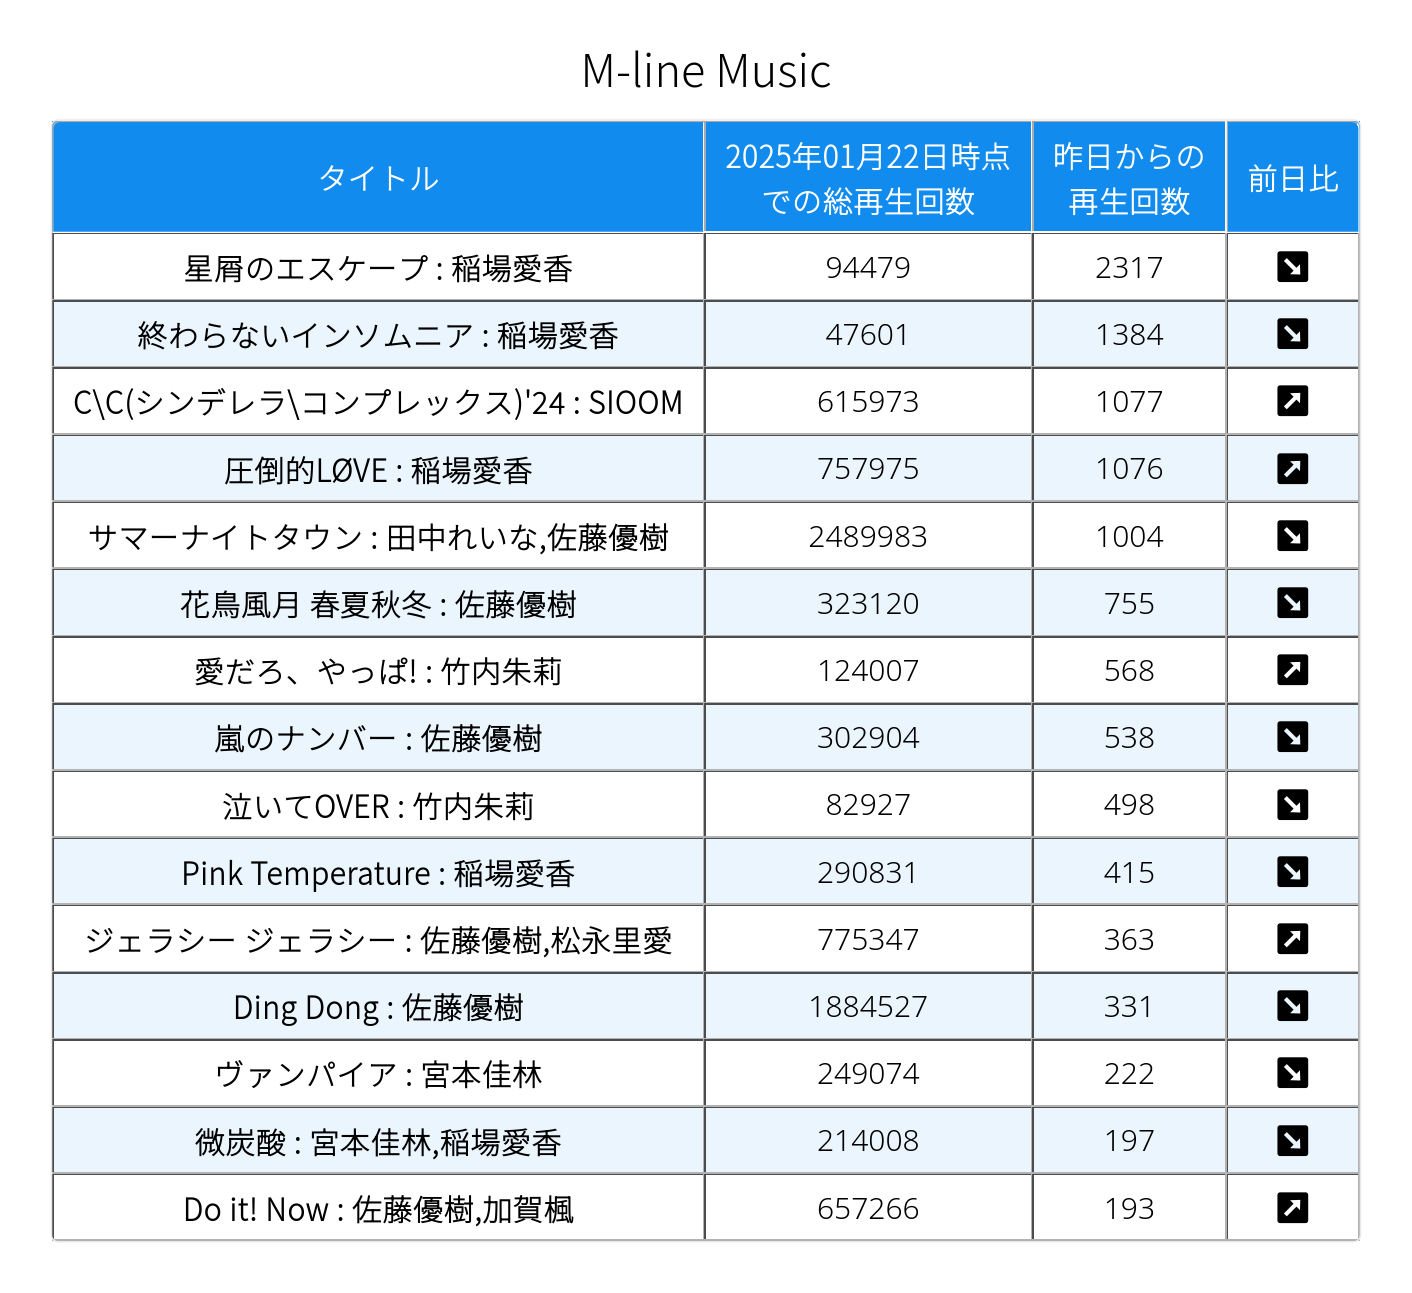 M-line Music
タイトル
2025年01月22日時点
での総再生回数
昨日からの
再生回数
前日比
星屑のエスケープ : 稲場愛香 94479 2317 ↘
終わらないインソムニア : 稲場愛香 47601 1384 ↘
C\C(シンデレラ\コンプレックス)'24 : SIOOM 615973 1077 ↗
圧倒的LØVE : 稲場愛香 757975 1076 ↗
サマーナイトタウン : 田中れいな,佐藤優樹 2489983 1004 ↘
花鳥風月 春夏秋冬 : 佐藤優樹 323120 755 ↘
愛だろ、やっぱ! : 竹内朱莉 124007 568 ↗
嵐のナンバー : 佐藤優樹 302904 538 ↘
泣いてOVER : 竹内朱莉 82927 498 ↘
Pink Temperature : 稲場愛香 290831 415 ↘
ジェラシー ジェラシー : 佐藤優樹,松永里愛 775347 363 ↗
Ding Dong : 佐藤優樹 1884527 331 ↘
ヴァンパイア : 宮本佳林 249074 222 ↘
微炭酸 : 宮本佳林,稲場愛香 214008 197 ↘
Do it! Now : 佐藤優樹,加賀楓 657266 193 ↗